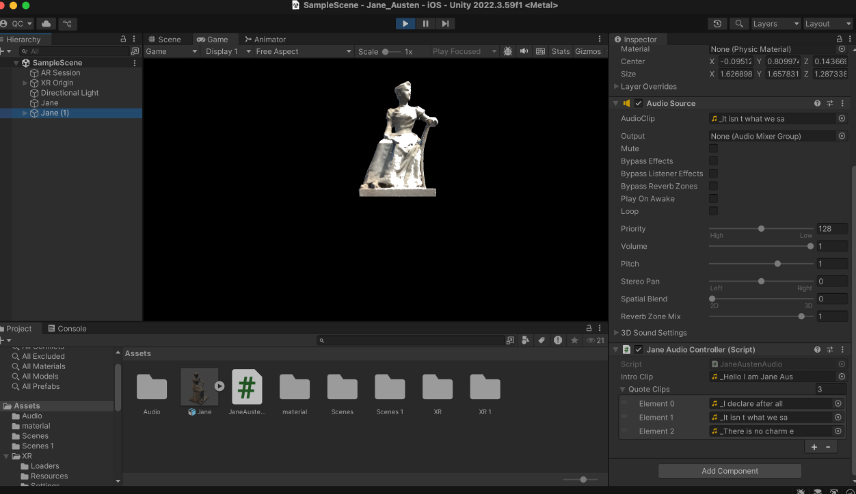 SampleScene - Jane_Austen - iOS - Unity 2022.3.59f1 <Metal>
QC
Layers
Layout
Hierarchy
All
SampleScene
AR Session
XR Origin
Directional Light
Jane
Jane (1)
Scene
Game
Animator
Game
Display 1
Free Aspect
Scale
1x
Play Focused
Stats
Gizmos
Inspector
Material
None (Physic Material)
Center
X -0.09512 Y 0.809974 Z 0.143669
Size
X 1.626898 Y 1.657831 Z 1.287336
Layer Overrides
Audio Source
AudioClip
_It isn t what we sa
Output
None (Audio Mixer Group)
Mute
Bypass Effects
Bypass Listener Effects
Bypass Reverb Zones
Play On Awake
Loop
Priority
128
High
Low
Volume
1
Pitch
1
Stereo Pan
0
Left
Right
Spatial Blend
0
2D
3D
Reverb Zone Mix
1
3D Sound Settings
Jane Audio Controller (Script)
Script
JaneAustenAudio
Intro Clip
_Hello I am Jane Aus
Quote Clips
3
Element 0
_I declare after all
Element 1
_It isn t what we sa
Element 2
_There is no charm e
+ -
Add Component
Project
Console
21
All Excluded
All Materials
All Models
All Prefabs
Assets
Audio
material
Scenes
Scenes 1
XR
Loaders
Resources
Settings
Assets
Audio
Jane
JaneAuste...
material
Scenes
Scenes 1
XR
XR 1